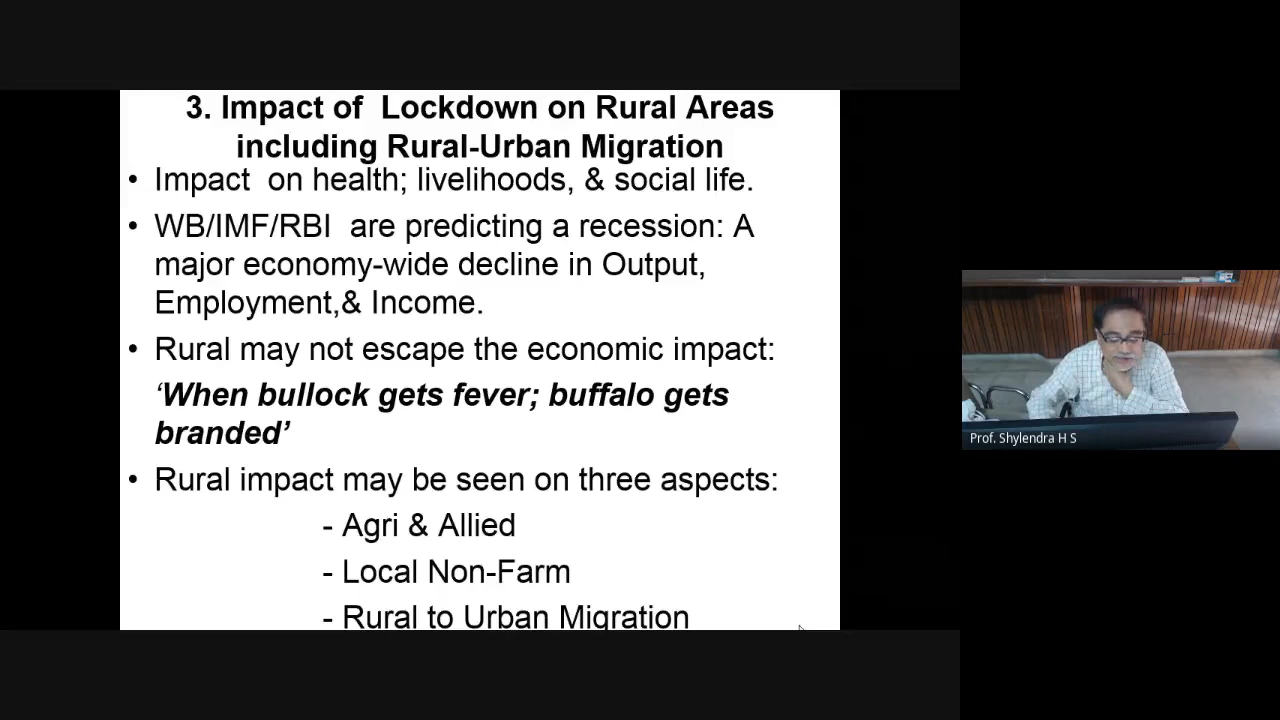 3. Impact of  Lockdown on Rural Areas
including Rural-Urban Migration
• Impact  on health; livelihoods, & social life.
• WB/IMF/RBI  are predicting a recession: A
major economy-wide decline in Output,
Employment,& Income.
• Rural may not escape the economic impact:
‘When bullock gets fever; buffalo gets
branded’
• Rural impact may be seen on three aspects:
- Agri & Allied
- Local Non-Farm
- Rural to Urban Migration
Prof. Shylendra H S